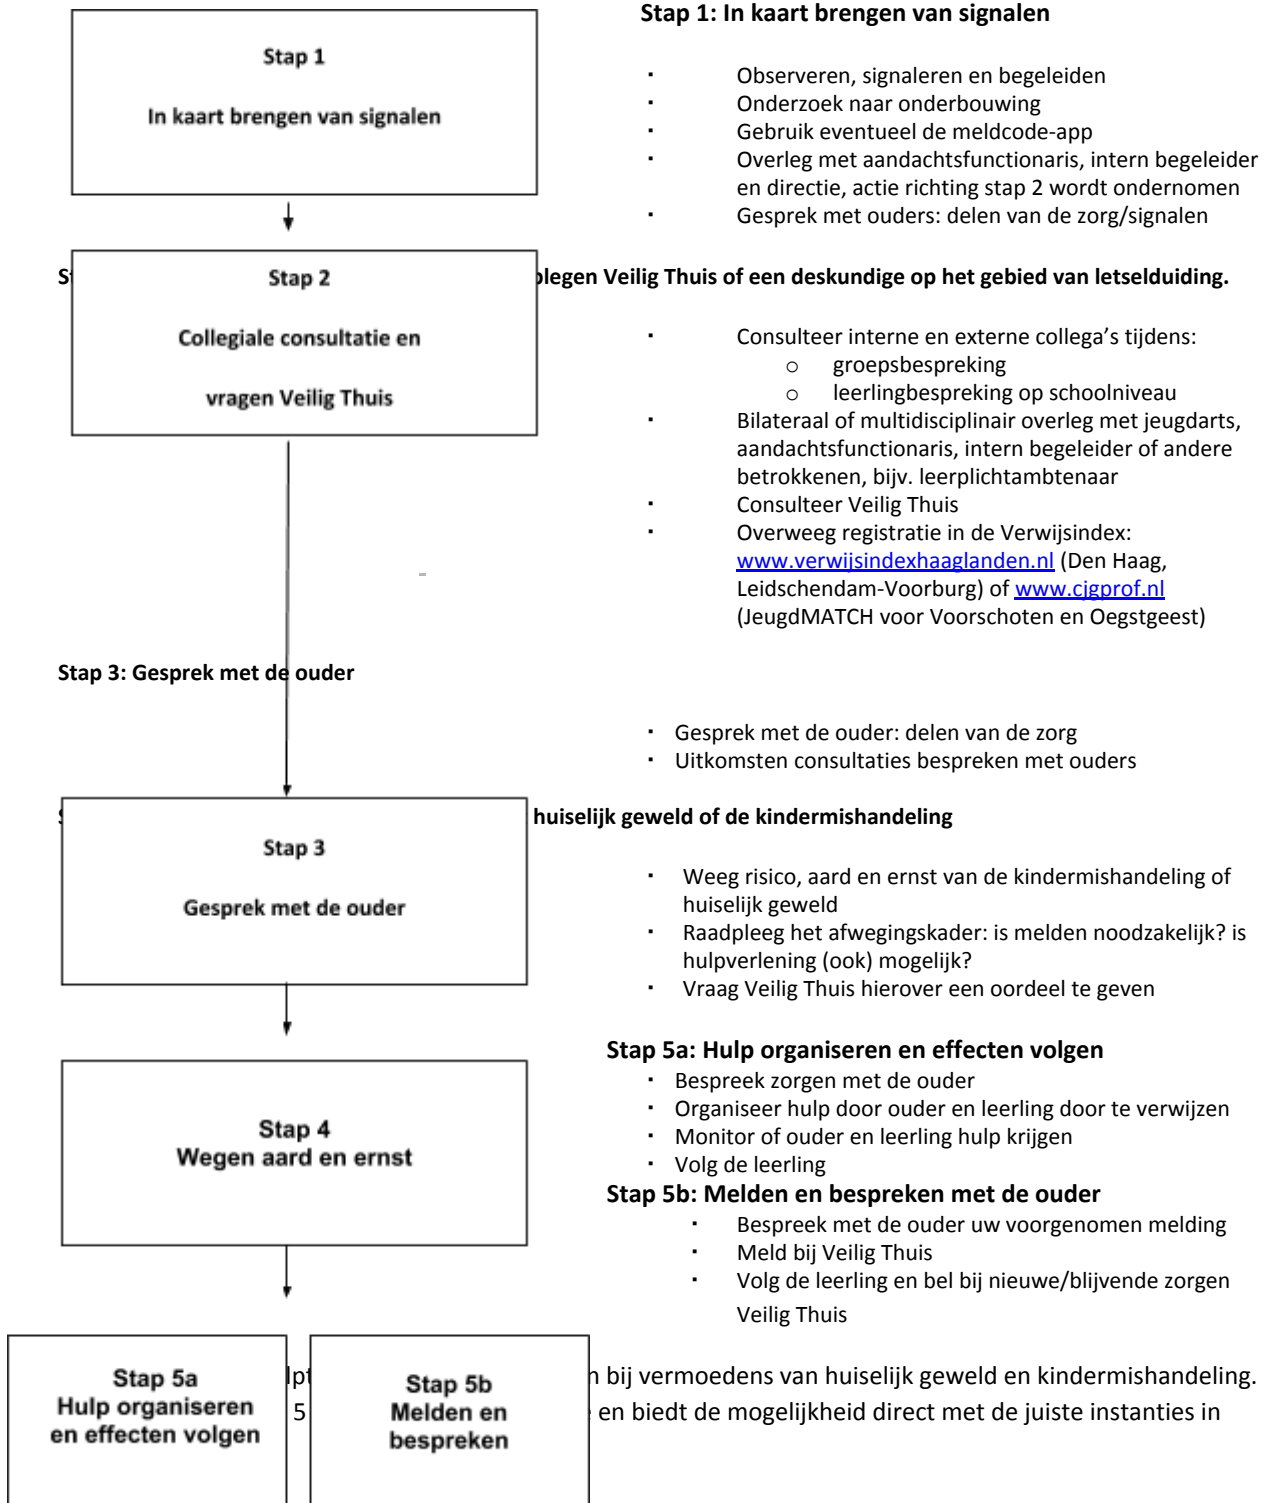 Stap 1: In kaart brengen van signalen
Stap 1
In kaart brengen van signalen
▪ Observeren, signaleren en begeleiden
▪ Onderzoek naar onderbouwing
▪ Gebruik eventueel de meldcode-app
▪ Overleg met aandachtsfunctionaris, intern begeleider
en directie, actie richting stap 2 wordt ondernomen
▪ Gesprek met ouders: delen van de zorg/signalen
Stap 2
Collegiale consultatie en
vragen Veilig Thuis
plegen Veilig Thuis of een deskundige op het gebied van letselduiding.
▪ Consulteer interne en externe collega’s tijdens:
o groepsbespreking
o leerlingbespreking op schoolniveau
▪ Bilateraal of multidisciplinair overleg met jeugdarts,
aandachtsfunctionaris, intern begeleider of andere
betrokkenen, bijv. leerplichtambtenaar
▪ Consulteer Veilig Thuis
▪ Overweeg registratie in de Verwijsindex:
www.verwijsindexhaaglanden.nl (Den Haag,
Leidschendam-Voorburg) of www.cjgprof.nl
(JeugdMATCH voor Voorschoten en Oegstgeest)
Stap 3: Gesprek met de ouder
▪ Gesprek met de ouder: delen van de zorg
▪ Uitkomsten consultaties bespreken met ouders
huiselijk geweld of de kindermishandeling
Stap 3
Gesprek met de ouder
▪ Weeg risico, aard en ernst van de kindermishandeling of
huiselijk geweld
▪ Raadpleeg het afwegingskader: is melden noodzakelijk? is
hulpverlening (ook) mogelijk?
▪ Vraag Veilig Thuis hierover een oordeel te geven
Stap 4
Wegen aard en ernst
Stap 5a: Hulp organiseren en effecten volgen
▪ Bespreek zorgen met de ouder
▪ Organiseer hulp door ouder en leerling door te verwijzen
▪ Monitor of ouder en leerling hulp krijgen
▪ Volg de leerling
Stap 5b: Melden en bespreken met de ouder
▪ Bespreek met de ouder uw voorgenomen melding
▪ Meld bij Veilig Thuis
▪ Volg de leerling en bel bij nieuwe/blijvende zorgen
Veilig Thuis
Stap 5a
Hulp organiseren
en effecten volgen
Stap 5b
Melden en
bespreken
bij vermoedens van huiselijk geweld en kindermishandeling.
5 en biedt de mogelijkheid direct met de juiste instanties in